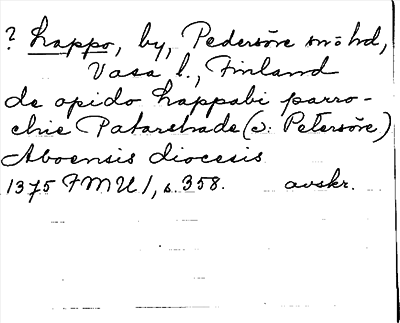 ? Lappo, by, Pedersöre sn o hd,
Vasa l., Finland
de opido Lappabi parro-
chie Patarshade (ɔ: Petersöre)
Aboensis diocesis
1375 FMU 1, s. 358. avskr.